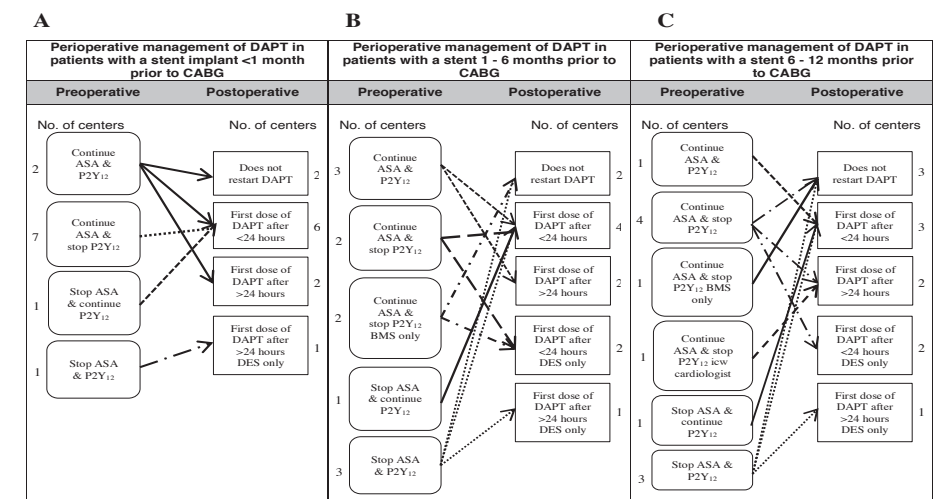 A
B
C
Perioperative management of DAPT in
patients with a stent implant <1 month
prior to CABG
Preoperative Postoperative
No. of centers No. of centers
2
Continue
ASA &
P2Y12
7
Continue
ASA &
stop P2Y12
1
Stop ASA
& continue
P2Y12
1
Stop ASA
& P2Y12
Does not
restart DAPT
2
First dose of
DAPT after
<24 hours
6
First dose of
DAPT after
>24 hours
2
First dose of
DAPT after
>24 hours
DES only
1
Perioperative management of DAPT in
patients with a stent 1 - 6 months prior to
CABG
Preoperative Postoperative
No. of centers No. of centers
3
Continue
ASA &
P2Y12
2
Continue
ASA &
stop P2Y12
2
Continue
ASA &
stop P2Y12
BMS only
1
Stop ASA
& continue
P2Y12
3
Stop ASA
& P2Y12
Does not
restart DAPT
2
First dose of
DAPT after
<24 hours
4
First dose of
DAPT after
>24 hours
2
First dose of
DAPT after
<24 hours
DES only
2
First dose of
DAPT after
>24 hours
DES only
1
Perioperative management of DAPT in
patients with a stent 6 - 12 months prior
to CABG
Preoperative Postoperative
No. of centers No. of centers
1
Continue
ASA &
P2Y12
4
Continue
ASA & stop
P2Y12
1
Continue
ASA & stop
P2Y12 BMS
only
1
Continue
ASA & stop
P2Y12 icw
cardiologist
1
Stop ASA &
continue
P2Y12
3
Stop ASA &
P2Y12
Does not
restart DAPT
3
First dose of
DAPT after
<24 hours
3
First dose of
DAPT after
>24 hours
2
First dose of
DAPT after
<24 hours
DES only
2
First dose of
DAPT after
>24 hours
DES only
1